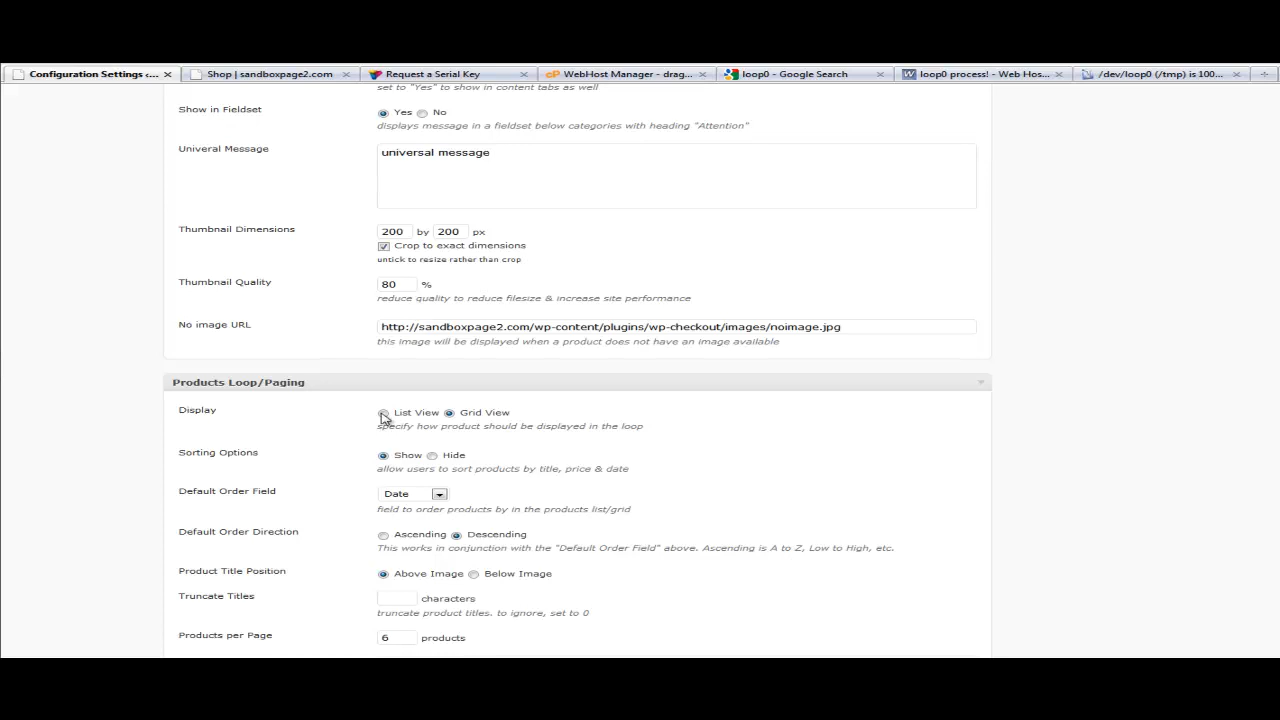 Configuration Settings ‹...
Shop | sandboxpage2.com
Request a Serial Key
WebHost Manager - drag...
loop0 - Google Search
loop0 process! - Web Hos...
/dev/loop0 (/tmp) is 100...
set to "Yes" to show in content tabs as well
Show in Fieldset
Yes No
displays message in a fieldset below categories with heading "Attention"
Univeral Message
universal message
Thumbnail Dimensions
200 by 200 px
Crop to exact dimensions
untick to resize rather than crop
Thumbnail Quality
80 %
reduce quality to reduce filesize & increase site performance
No image URL
http://sandboxpage2.com/wp-content/plugins/wp-checkout/images/noimage.jpg
this image will be displayed when a product does not have an image available
Products Loop/Paging
Display
List View Grid View
specify how product should be displayed in the loop
Sorting Options
Show Hide
allow users to sort products by title, price & date
Default Order Field
Date
field to order products by in the products list/grid
Default Order Direction
Ascending Descending
This works in conjunction with the "Default Order Field" above. Ascending is A to Z, Low to High, etc.
Product Title Position
Above Image Below Image
Truncate Titles
characters
truncate product titles. to ignore, set to 0
Products per Page
6 products